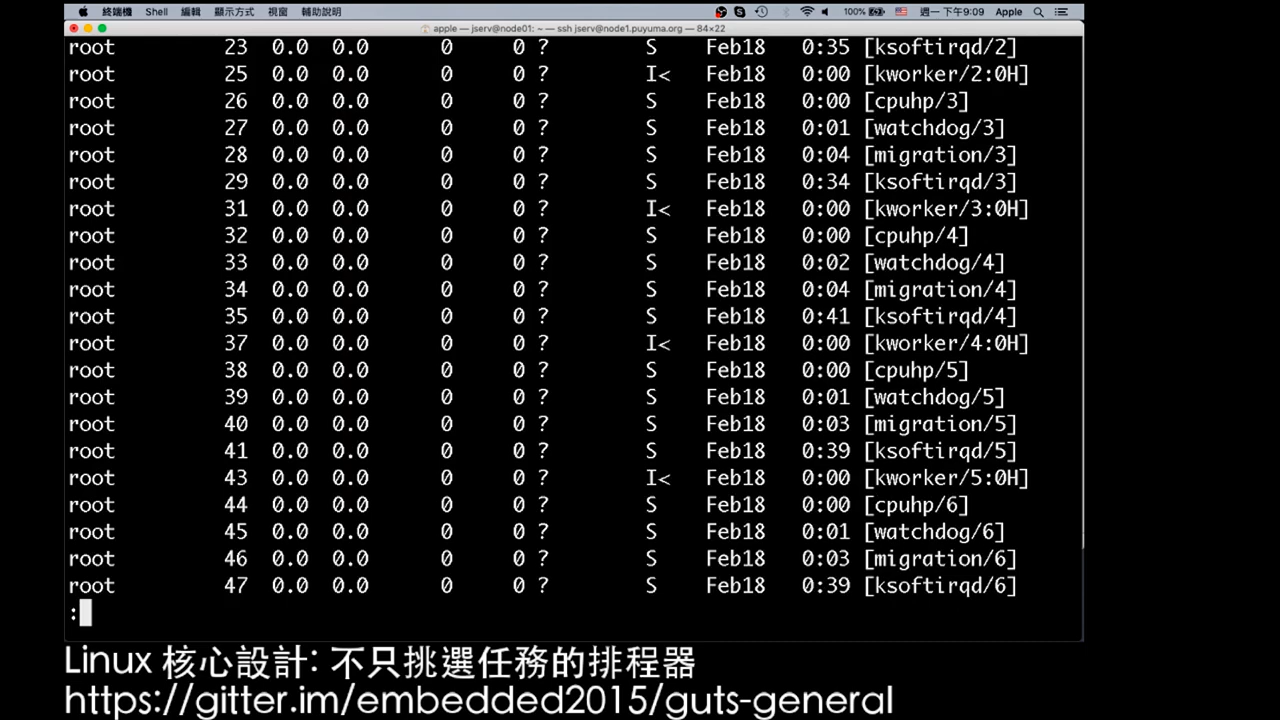 終端機 Shell 編輯 顯示方式 視窗 輔助說明 100% 週一 下午9:09 Apple
apple — jserv@node01: ~ — ssh jserv@node1.puyuma.org — 84×22
root 23 0.0 0.0 0 0 ? S Feb18 0:35 [ksoftirqd/2]
root 25 0.0 0.0 0 0 ? I< Feb18 0:00 [kworker/2:0H]
root 26 0.0 0.0 0 0 ? S Feb18 0:00 [cpuhp/3]
root 27 0.0 0.0 0 0 ? S Feb18 0:01 [watchdog/3]
root 28 0.0 0.0 0 0 ? S Feb18 0:04 [migration/3]
root 29 0.0 0.0 0 0 ? S Feb18 0:34 [ksoftirqd/3]
root 31 0.0 0.0 0 0 ? I< Feb18 0:00 [kworker/3:0H]
root 32 0.0 0.0 0 0 ? S Feb18 0:00 [cpuhp/4]
root 33 0.0 0.0 0 0 ? S Feb18 0:02 [watchdog/4]
root 34 0.0 0.0 0 0 ? S Feb18 0:04 [migration/4]
root 35 0.0 0.0 0 0 ? S Feb18 0:41 [ksoftirqd/4]
root 37 0.0 0.0 0 0 ? I< Feb18 0:00 [kworker/4:0H]
root 38 0.0 0.0 0 0 ? S Feb18 0:00 [cpuhp/5]
root 39 0.0 0.0 0 0 ? S Feb18 0:01 [watchdog/5]
root 40 0.0 0.0 0 0 ? S Feb18 0:03 [migration/5]
root 41 0.0 0.0 0 0 ? S Feb18 0:39 [ksoftirqd/5]
root 43 0.0 0.0 0 0 ? I< Feb18 0:00 [kworker/5:0H]
root 44 0.0 0.0 0 0 ? S Feb18 0:00 [cpuhp/6]
root 45 0.0 0.0 0 0 ? S Feb18 0:01 [watchdog/6]
root 46 0.0 0.0 0 0 ? S Feb18 0:03 [migration/6]
root 47 0.0 0.0 0 0 ? S Feb18 0:39 [ksoftirqd/6]
:
Linux 核心設計: 不只挑選任務的排程器
https://gitter.im/embedded2015/guts-general